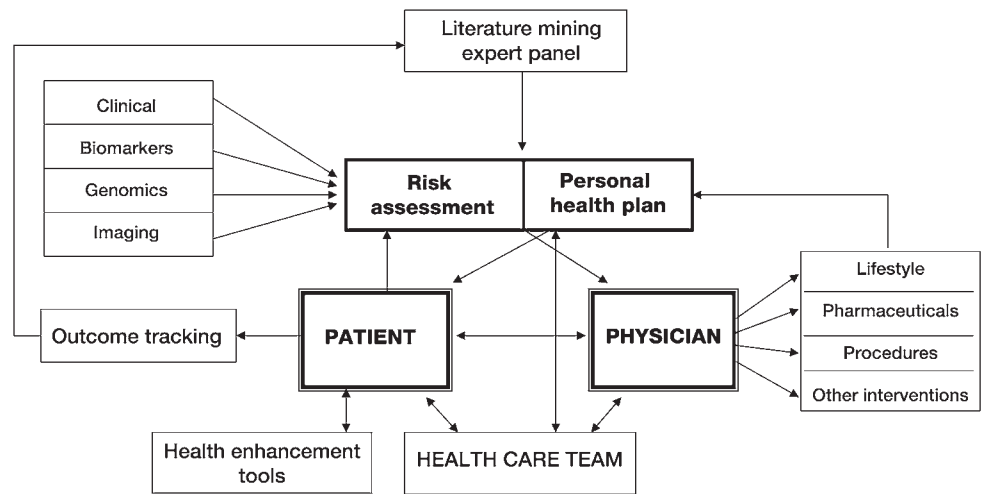 Literature mining
expert panel
Clinical
Biomarkers
Genomics
Imaging
Risk
assessment
Personal
health plan
Lifestyle
Pharmaceuticals
Procedures
Other interventions
Outcome tracking
PATIENT
PHYSICIAN
Health enhancement
tools
HEALTH CARE TEAM